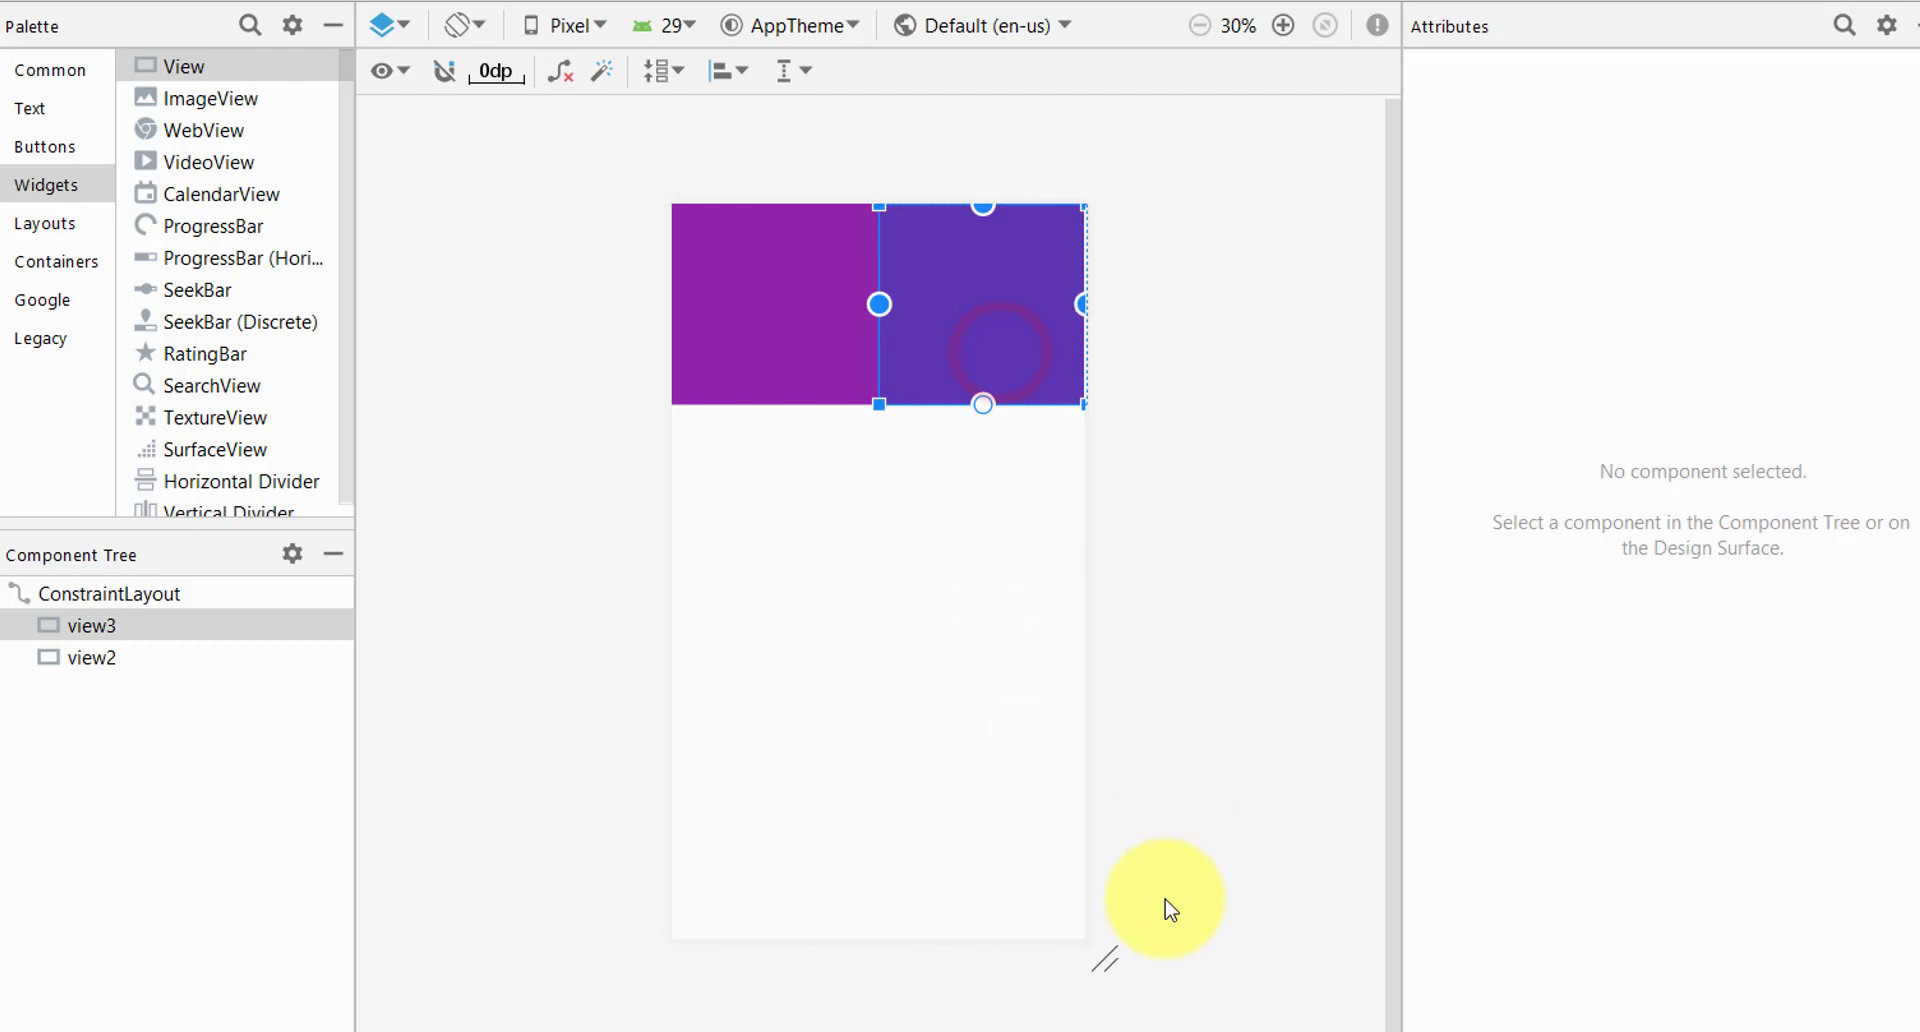 Palette
Pixel
29
AppTheme
Default (en-us)
30%
Attributes
0dp
Common
Text
Buttons
Widgets
Layouts
Containers
Google
Legacy
View
ImageView
WebView
VideoView
CalendarView
ProgressBar
ProgressBar (Hori...
SeekBar
SeekBar (Discrete)
RatingBar
SearchView
TextureView
SurfaceView
Horizontal Divider
Vertical Divider
Component Tree
ConstraintLayout
view3
view2
No component selected.
Select a component in the Component Tree or on
the Design Surface.